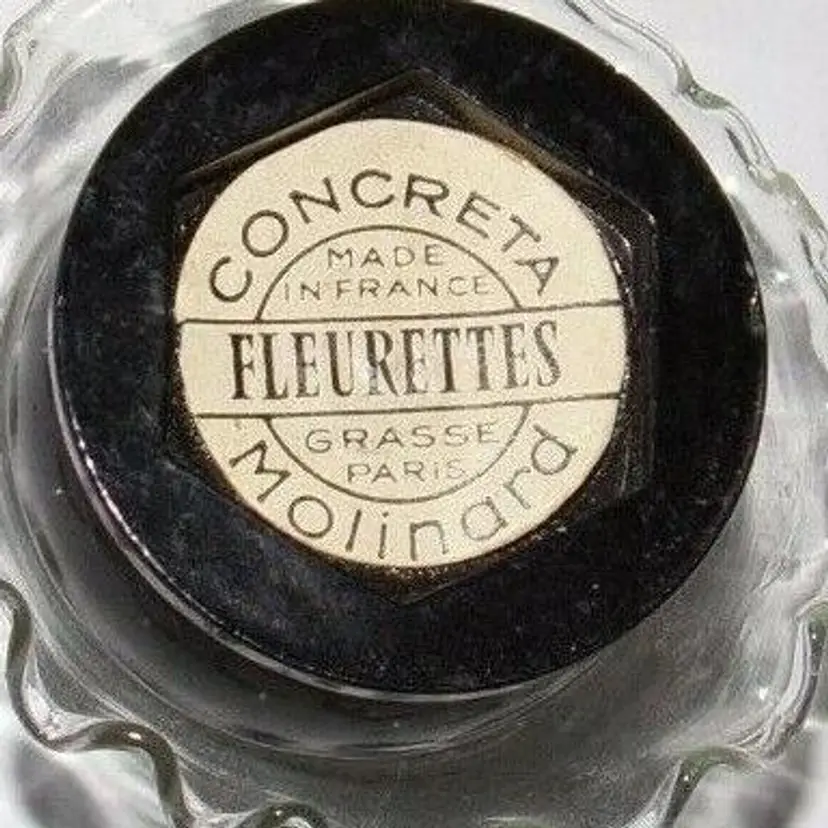 CONCRETA
MADE
IN FRANCE
FLEURETTES
GRASSE
PARIS
Molinard